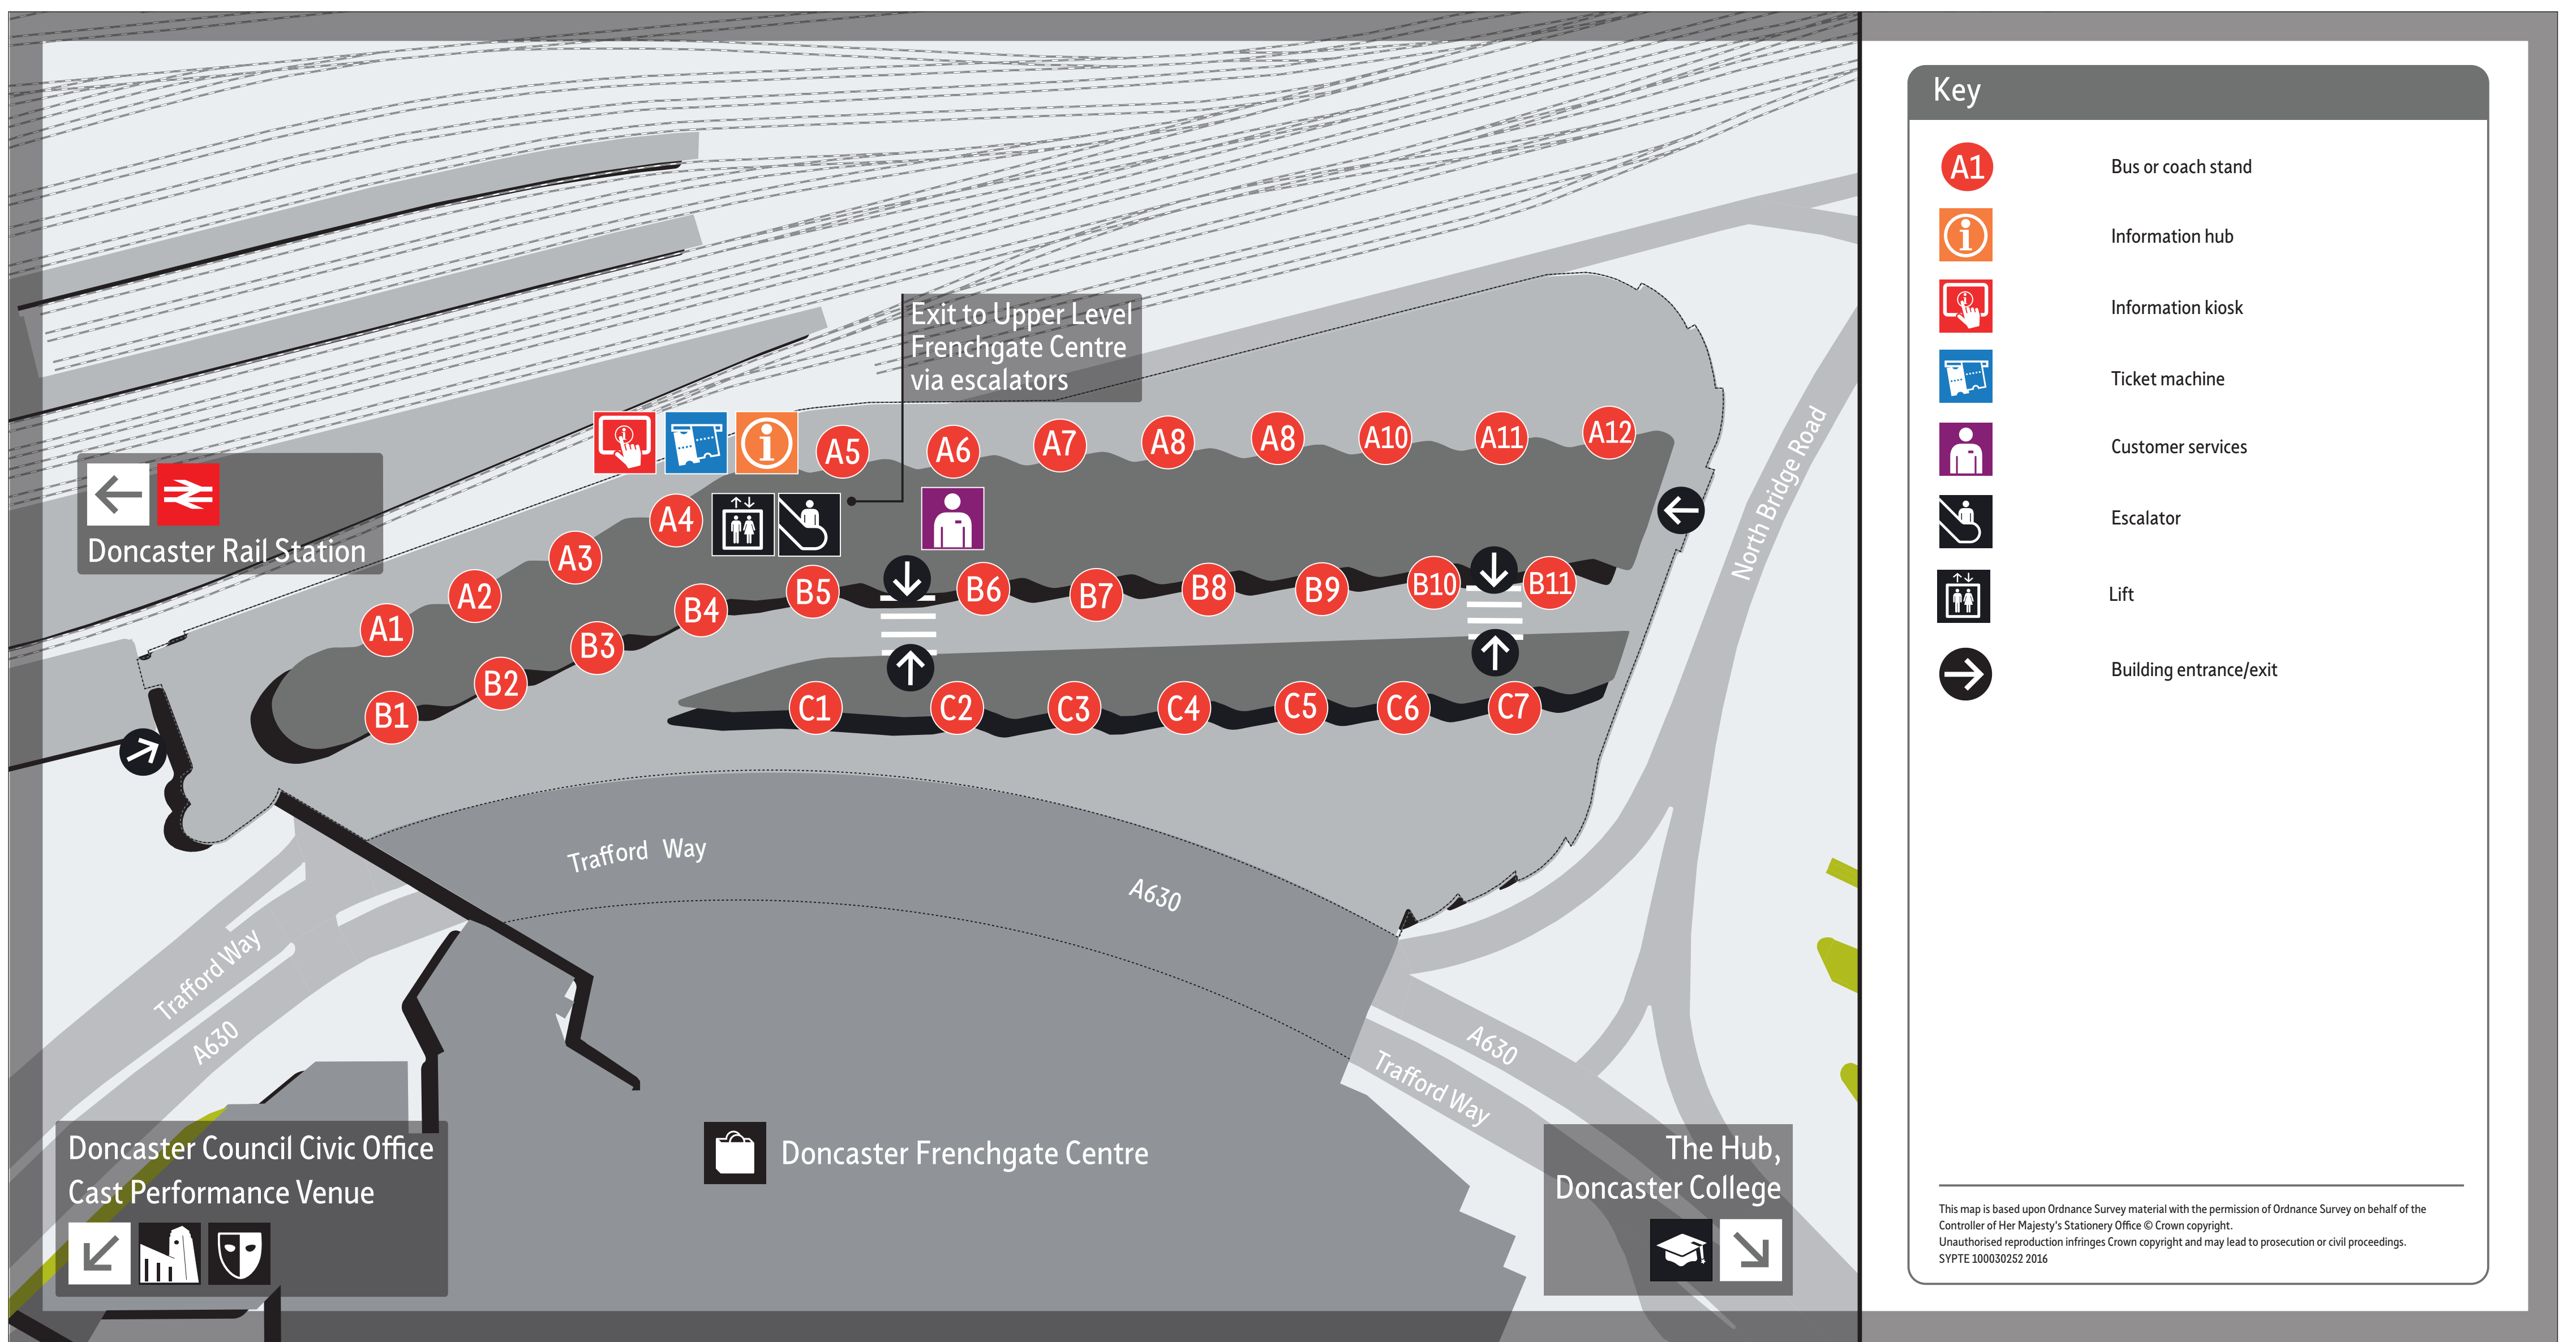 Exit to Upper Level
Frenchgate Centre
via escalators
Doncaster Rail Station
A1
A2
A3
A4
A5
A6
A7
A8
A8
A10
A11
A12
B1
B2
B3
B4
B5
B6
B7
B8
B9
B10
B11
C1
C2
C3
C4
C5
C6
C7
North Bridge Road
Trafford Way
A630
Trafford Way
A630
A630
Trafford Way
Doncaster Council Civic Office
Cast Performance Venue
Doncaster Frenchgate Centre
The Hub,
Doncaster College
Key
A1 Bus or coach stand
Information hub
Information kiosk
Ticket machine
Customer services
Escalator
Lift
Building entrance/exit
This map is based upon Ordnance Survey material with the permission of Ordnance Survey on behalf of the
Controller of Her Majesty's Stationery Office © Crown copyright.
Unauthorised reproduction infringes Crown copyright and may lead to prosecution or civil proceedings.
SYPTE 100030252 2016